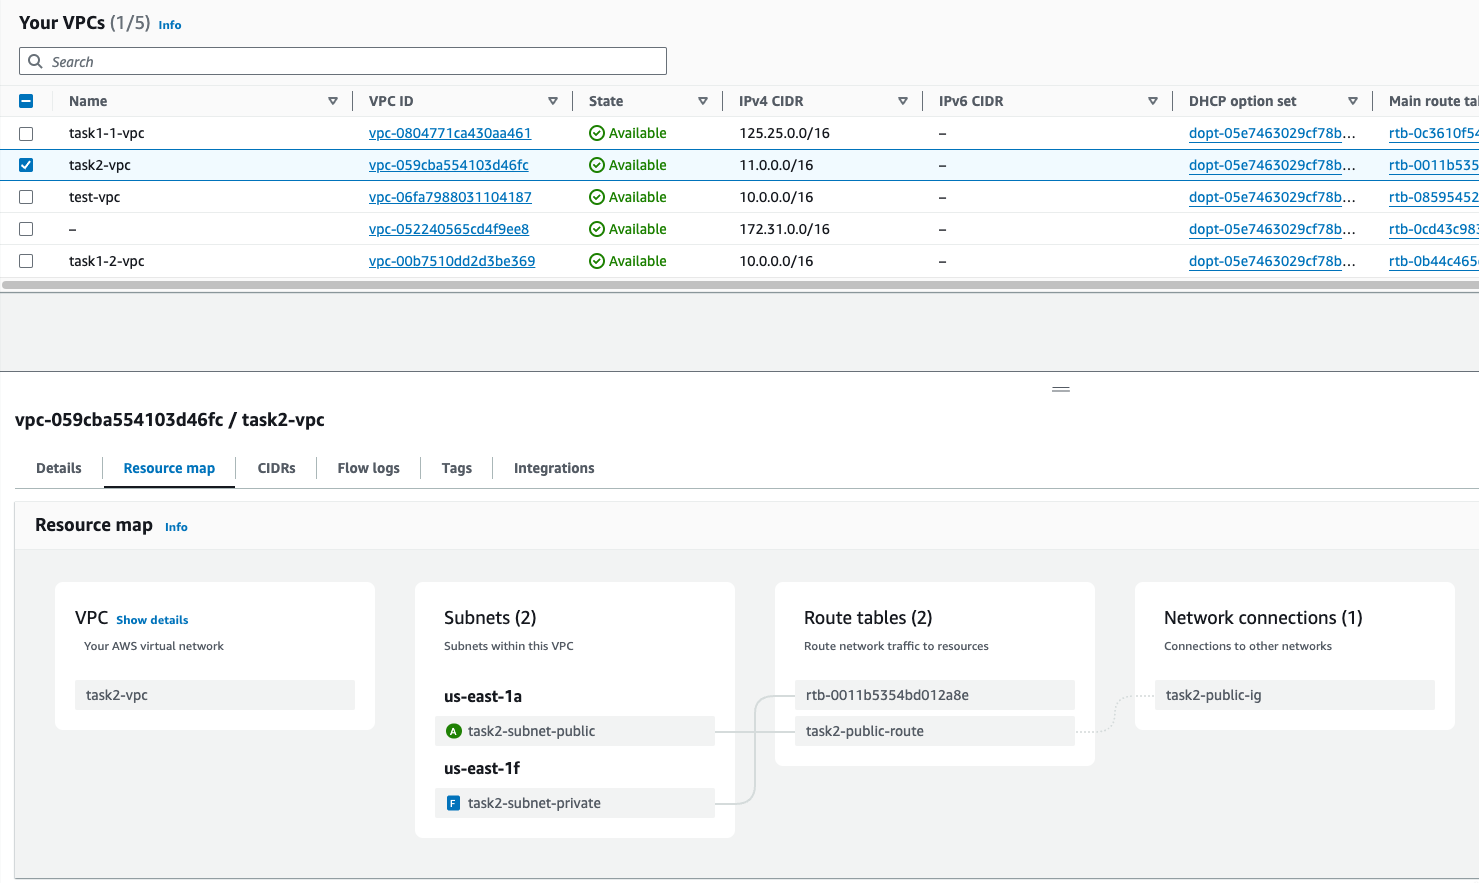 Your VPCs (1/5) Info
Search
Name VPC ID State IPv4 CIDR IPv6 CIDR DHCP option set Main route tal
task1-1-vpc vpc-0804771ca430aa461 Available 125.25.0.0/16 – dopt-05e7463029cf78b... rtb-0c3610f54
task2-vpc vpc-059cba554103d46fc Available 11.0.0.0/16 – dopt-05e7463029cf78b... rtb-0011b535
test-vpc vpc-06fa7988031104187 Available 10.0.0.0/16 – dopt-05e7463029cf78b... rtb-08595452
– vpc-052240565cd4f9ee8 Available 172.31.0.0/16 – dopt-05e7463029cf78b... rtb-0cd43c983
task1-2-vpc vpc-00b7510dd2d3be369 Available 10.0.0.0/16 – dopt-05e7463029cf78b... rtb-0b44c465
vpc-059cba554103d46fc / task2-vpc
Details Resource map CIDRs Flow logs Tags Integrations
Resource map Info
VPC Show details
Your AWS virtual network
task2-vpc
Subnets (2)
Subnets within this VPC
us-east-1a
A task2-subnet-public
us-east-1f
F task2-subnet-private
Route tables (2)
Route network traffic to resources
rtb-0011b5354bd012a8e
task2-public-route
Network connections (1)
Connections to other networks
task2-public-ig